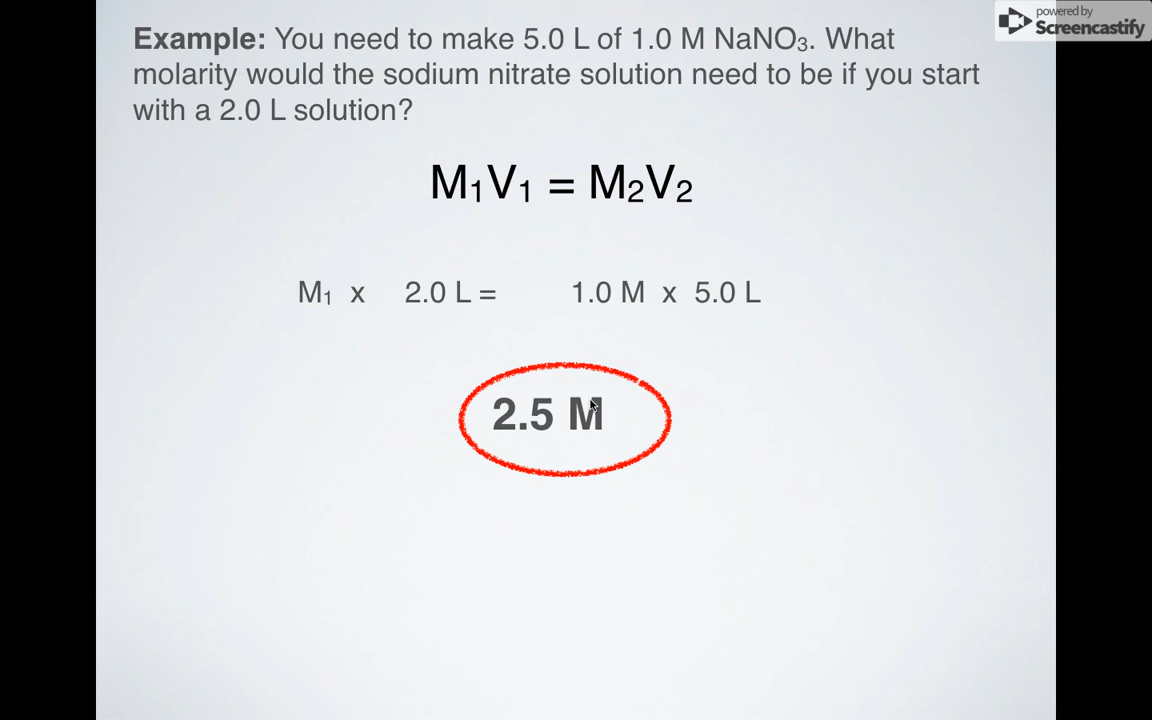 powered by
Screencastify
Example: You need to make 5.0 L of 1.0 M NaNO₃. What
molarity would the sodium nitrate solution need to be if you start
with a 2.0 L solution?
M₁V₁ = M₂V₂
M₁ x 2.0 L = 1.0 M x 5.0 L
2.5 M